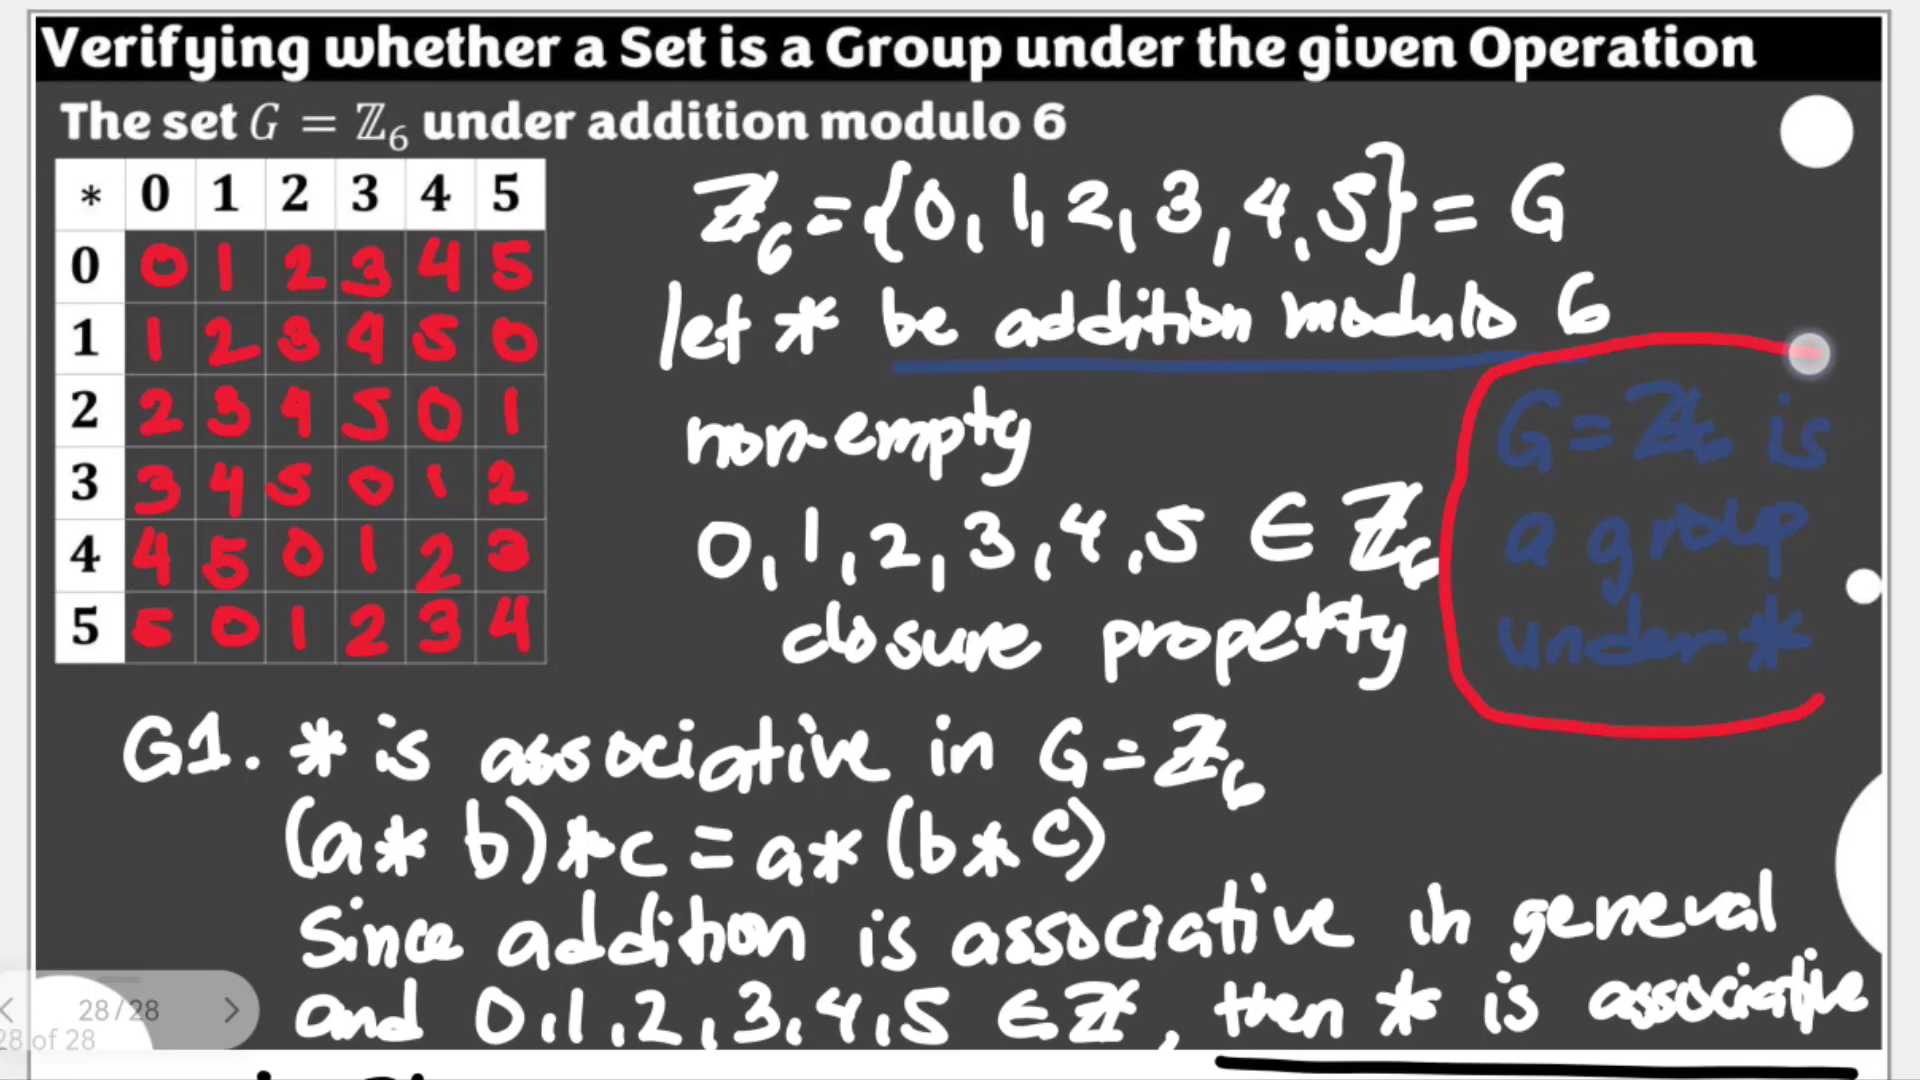 Verifying whether a Set is a Group under the given Operation
The set G = ℤ₆ under addition modulo 6
* 0 1 2 3 4 5
0 0 1 2 3 4 5
1 1 2 3 4 5 0
2 2 3 4 5 0 1
3 3 4 5 0 1 2
4 4 5 0 1 2 3
5 5 0 1 2 3 4
ℤ₆ = {0, 1, 2, 3, 4, 5} = G
let * be addition modulo 6
non-empty
0, 1, 2, 3, 4, 5 ∈ ℤ₆
closure property
G = ℤ₆ is
a group
under *
G1. * is associative in G = ℤ₆
(a * b) * c = a * (b * c)
Since addition is associative in general
and 0, 1, 2, 3, 4, 5 ∈ ℤ, then * is associative
28/28
28 of 28